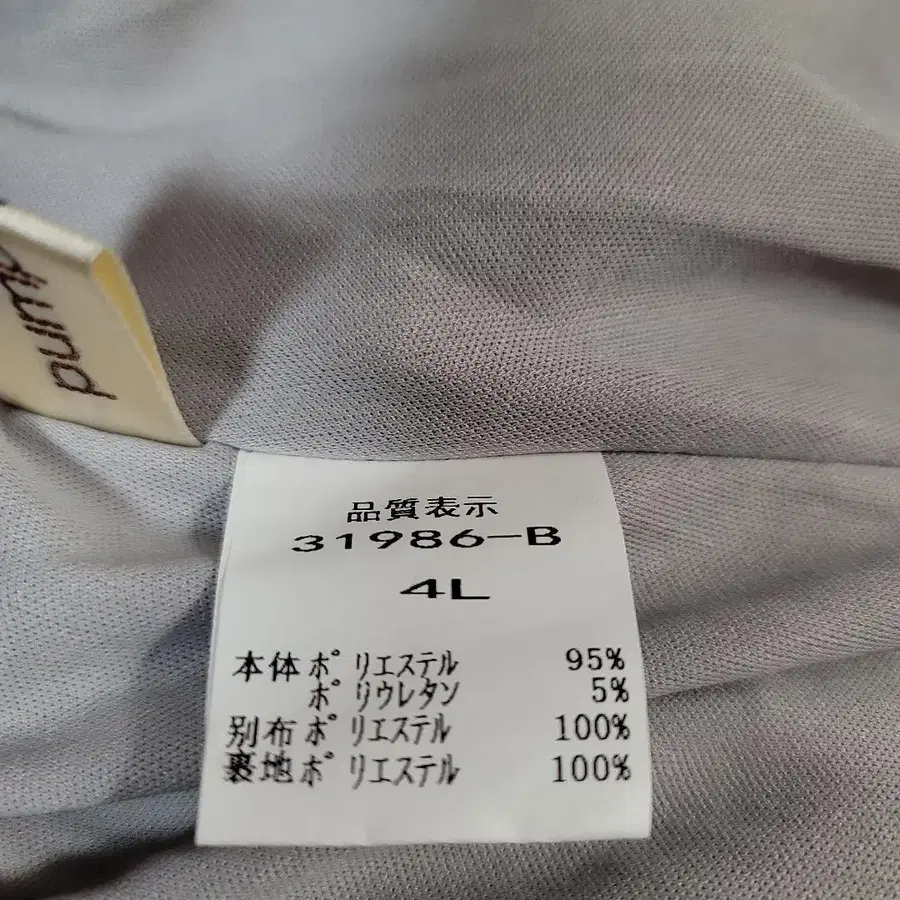 品質表示
31986-B
4L
本体ポリエステル 95%
ポリウレタン 5%
別布ポリエステル 100%
裏地ポリエステル 100%